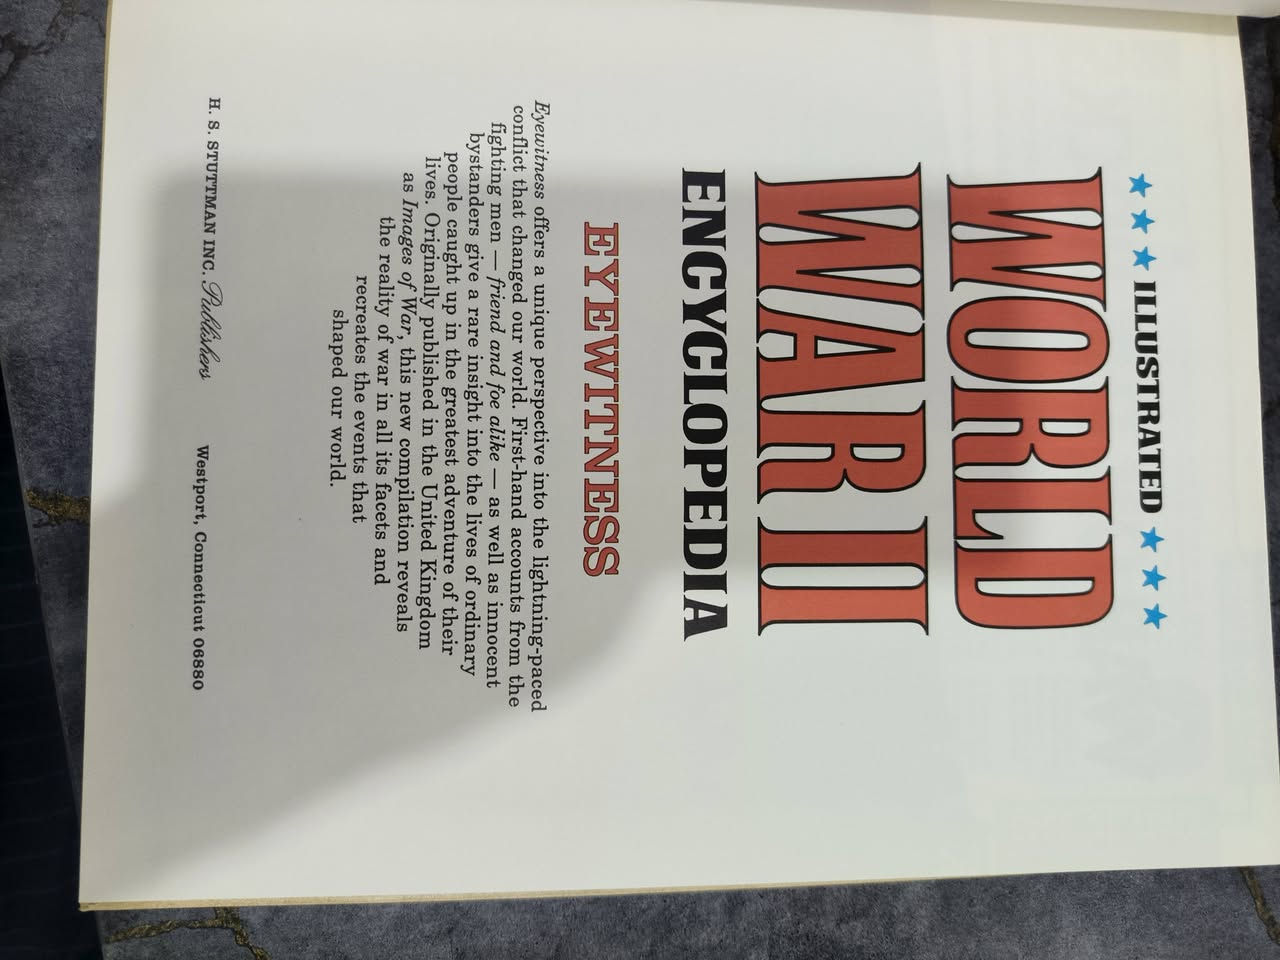 ★ ★ ★ ILLUSTRATED ★ ★ ★
WORLD
WAR II
ENCYCLOPEDIA
EYEWITNESS
Eyewitness offers a unique perspective into the lightning-paced
conflict that changed our world. First-hand accounts from the
fighting men — friend and foe alike — as well as innocent
bystanders give a rare insight into the lives of ordinary
people caught up in the greatest adventure of their
lives. Originally published in the United Kingdom
as Images of War, this new compilation reveals
the reality of war in all its facets and
recreates the events that
shaped our world.
H. S. STUTTMAN INC. Publishers Westport, Connecticut 06880